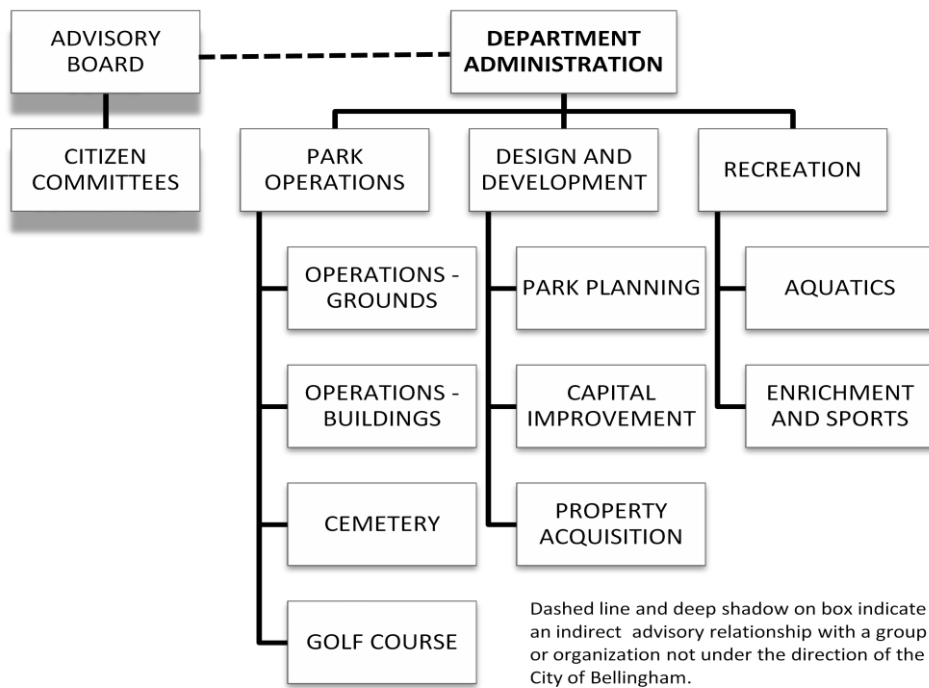 ADVISORY
BOARD
DEPARTMENT
ADMINISTRATION
CITIZEN
COMMITTEES
PARK
OPERATIONS
DESIGN AND
DEVELOPMENT
RECREATION
OPERATIONS -
GROUNDS
PARK PLANNING
AQUATICS
OPERATIONS -
BUILDINGS
CAPITAL
IMPROVEMENT
ENRICHMENT
AND SPORTS
CEMETERY
PROPERTY
ACQUISITION
GOLF COURSE
Dashed line and deep shadow on box indicate
an indirect advisory relationship with a group
or organization not under the direction of the
City of Bellingham.